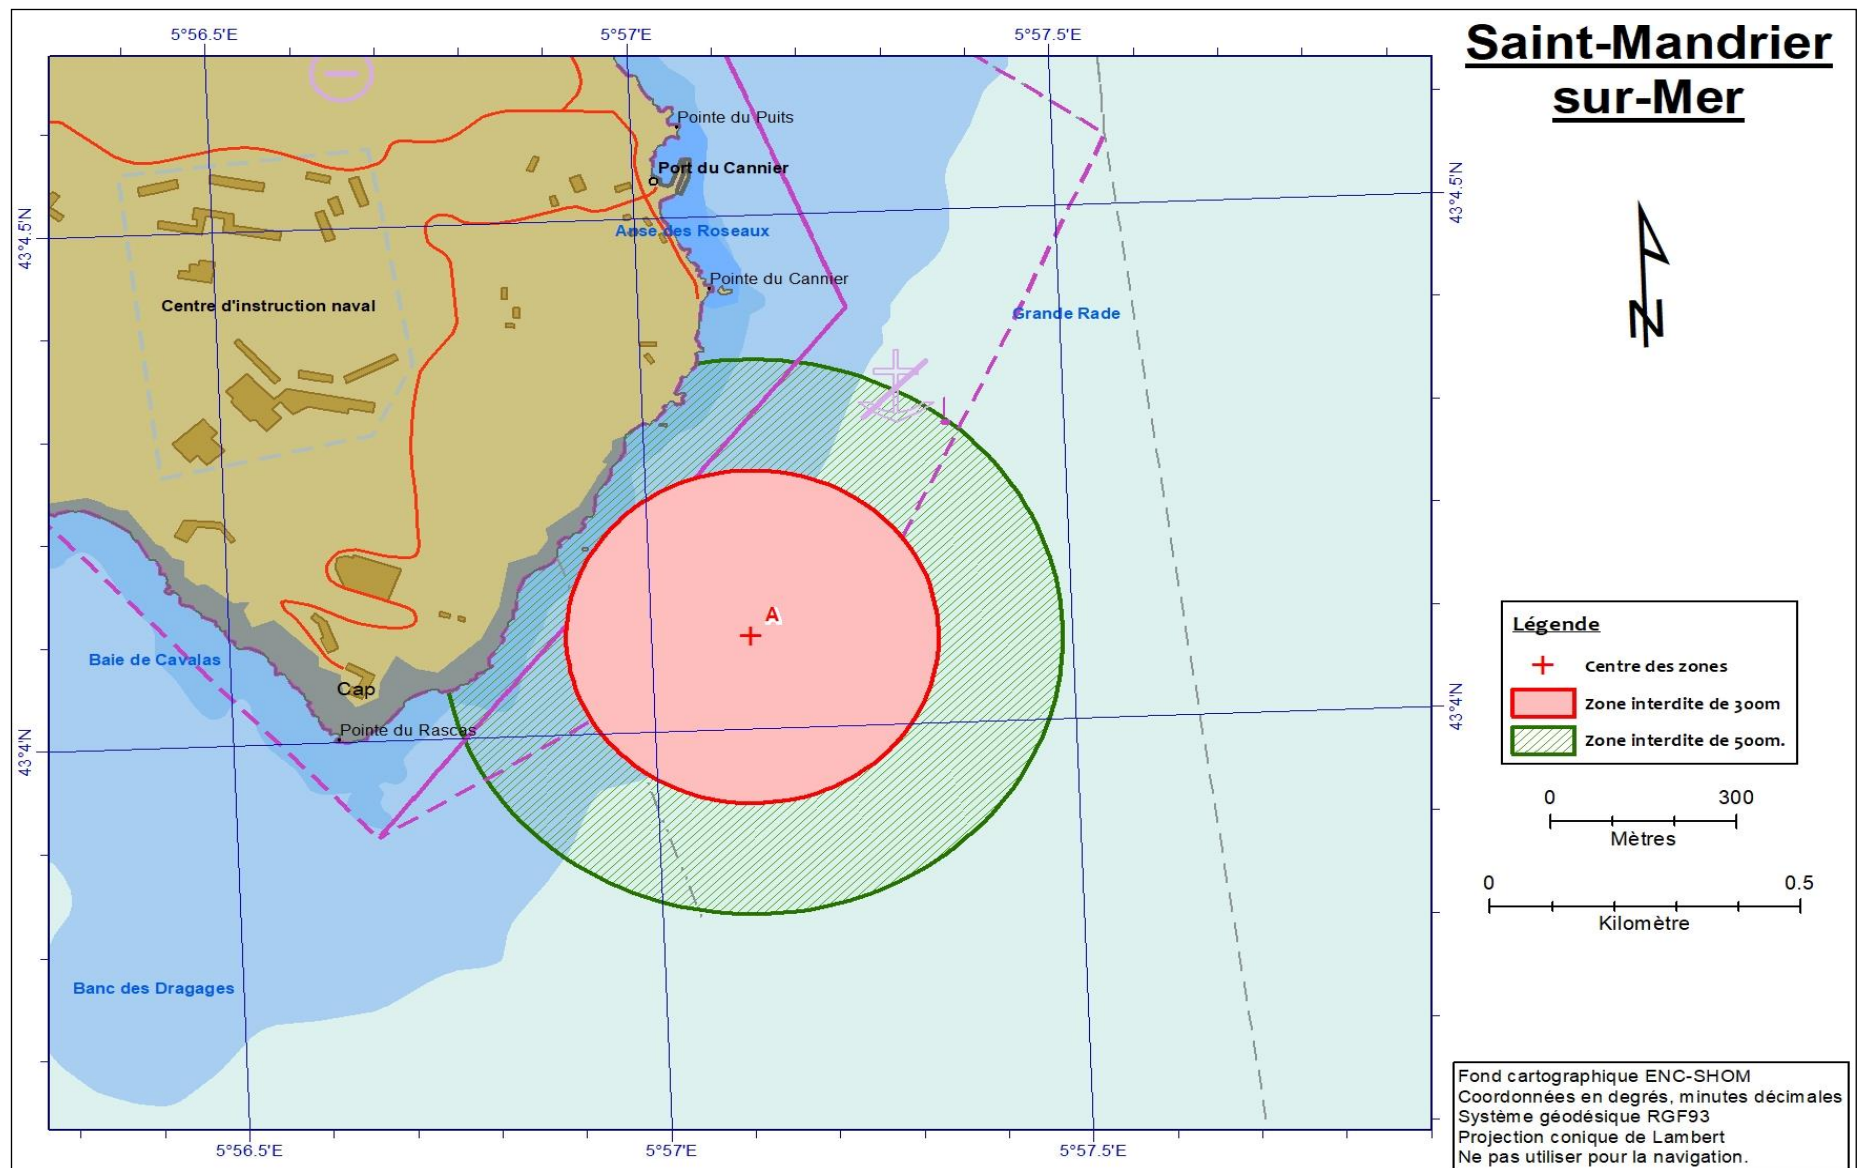 Saint-Mandrier
sur-Mer
5°56.5'E
5°57'E
5°57.5'E
Pointe du Puits
Port du Cannier
43°4.5'N
43°4.5'N
Anse des Roseaux
Pointe du Cannier
Centre d'instruction naval
Grande Rade
N
A
Légende
Centre des zones
Zone interdite de 300m
Zone interdite de 500m.
Baie de Cavalas
Cap
Pointe du Rascas
43°4'N
43°4'N
0 300
Mètres
0 0.5
Kilomètre
Banc des Dragages
5°56.5'E
5°57'E
5°57.5'E
Fond cartographique ENC-SHOM
Coordonnées en degrés, minutes décimales
Système géodésique RGF93
Projection conique de Lambert
Ne pas utiliser pour la navigation.